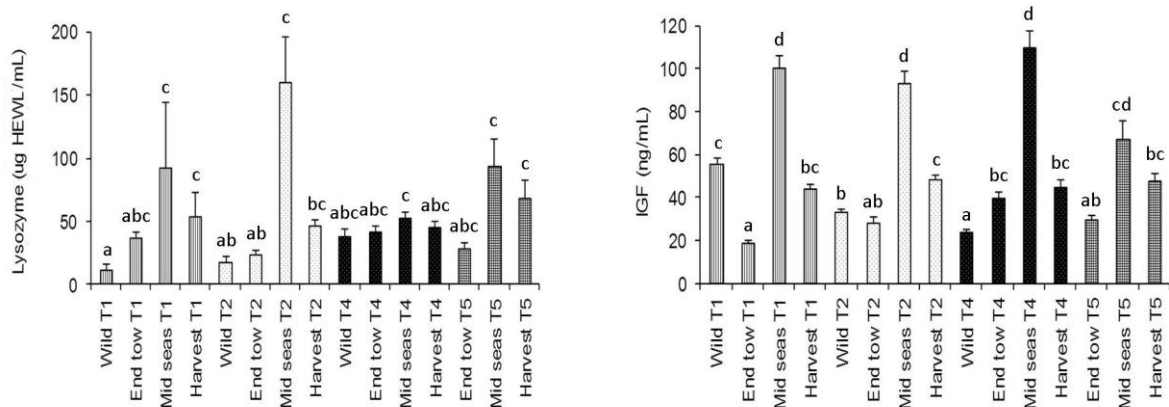 Lysozyme (ug HEWL/mL)
200
150
100
50
0
a
abc
c
c
ab
ab
c
bc
abc
abc
c
abc
abc
c
c
Wild T1
End tow T1
Mid seas T1
Harvest T1
Wild T2
End tow T2
Mid seas T2
Harvest T2
Wild T4
End tow T4
Mid seas T4
Harvest T4
End tow T5
Mid seas T5
Harvest T5
IGF (ng/mL)
120
100
80
60
40
20
0
c
a
d
bc
b
ab
d
c
a
bc
d
bc
ab
cd
bc
Wild T1
End tow T1
Mid seas T1
Harvest T1
Wild T2
End tow T2
Mid seas T2
Harvest T2
Wild T4
End tow T4
Mid seas T4
Harvest T4
End tow T5
Mid seas T5
Harvest T5